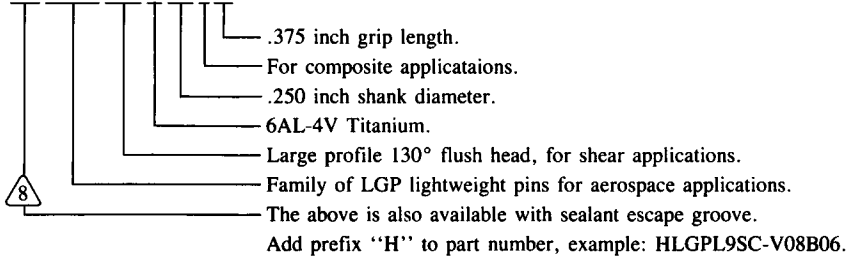 .375 inch grip length.
For composite applicataions.
.250 inch shank diameter.
6AL-4V Titanium.
Large profile 130° flush head, for shear applications.
Family of LGP lightweight pins for aerospace applications.
8
The above is also available with sealant escape groove.
Add prefix “H” to part number, example: HLGPL9SC-V08B06.